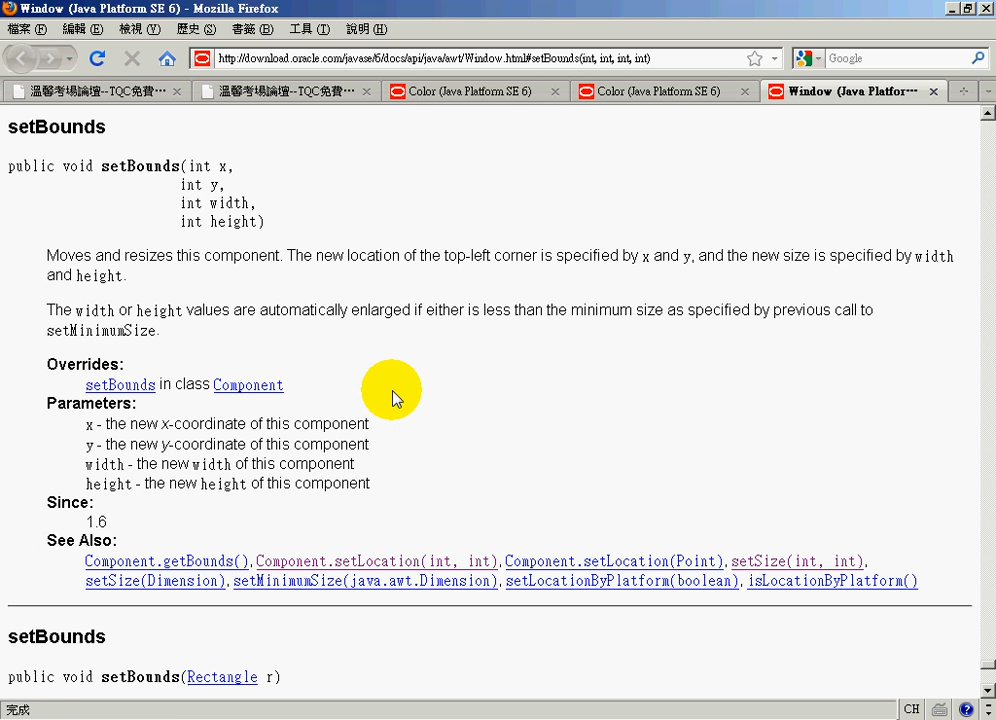 Window (Java Platform SE 6) - Mozilla Firefox
檔案(F) 編輯(E) 檢視(V) 歷史(S) 書籤(B) 工具(T) 說明(H)
http://download.oracle.com/javase/6/docs/api/java/awt/Window.html#setBounds(int, int, int, int) Google
溫馨考場論壇--TQC免費⋯ 溫馨考場論壇--TQC免費⋯ Color (Java Platform SE 6) Color (Java Platform SE 6) Window (Java Platfor⋯
setBounds
public void setBounds(int x,
int y,
int width,
int height)
Moves and resizes this component. The new location of the top-left corner is specified by x and y, and the new size is specified by width
and height.
The width or height values are automatically enlarged if either is less than the minimum size as specified by previous call to
setMinimumSize.
Overrides:
setBounds in class Component
Parameters:
x - the new x-coordinate of this component
y - the new y-coordinate of this component
width - the new width of this component
height - the new height of this component
Since:
1.6
See Also:
Component.getBounds(), Component.setLocation(int, int), Component.setLocation(Point), setSize(int, int),
setSize(Dimension), setMinimumSize(java.awt.Dimension), setLocationByPlatform(boolean), isLocationByPlatform()
setBounds
public void setBounds(Rectangle r)
完成 CH